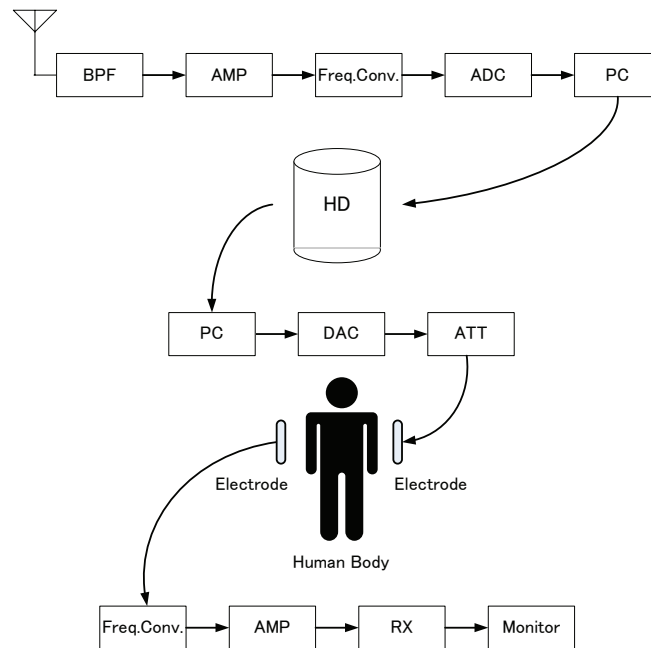 BPF
AMP
Freq.Conv.
ADC
PC
HD
PC
DAC
ATT
Electrode
Electrode
Human Body
Freq.Conv.
AMP
RX
Monitor